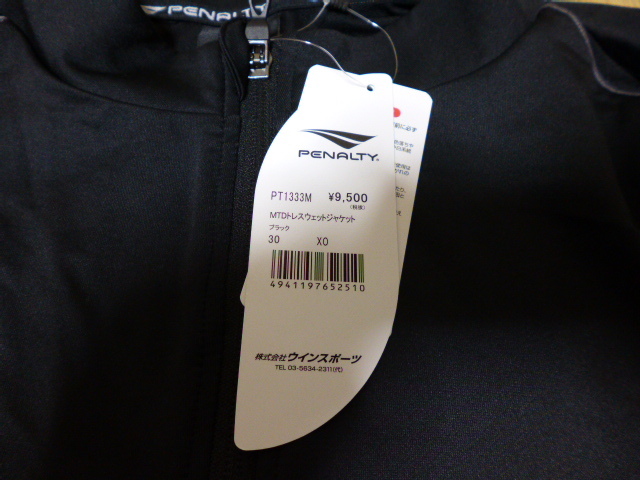 PENALTY
PENALTY
PT1333M ¥9,500
(税抜)
MTDトレスウェットジャケット
ブラック
30 XO
4941197652510
株式会社ウインスポーツ
TEL 03-5634-2311(代)